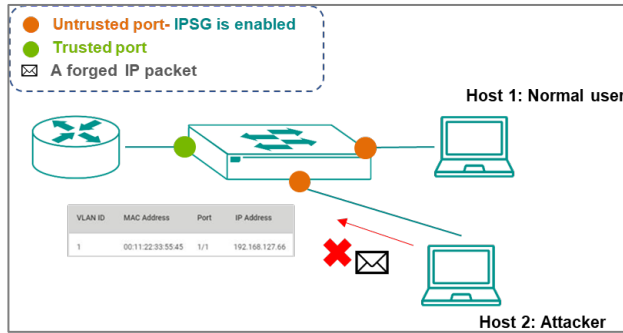 Untrusted port- IPSG is enabled
Trusted port
A forged IP packet
Host 1: Normal user
VLAN ID MAC Address Port IP Address
1 00:11:22:33:55:45 1/1 192.168.127.66
Host 2: Attacker